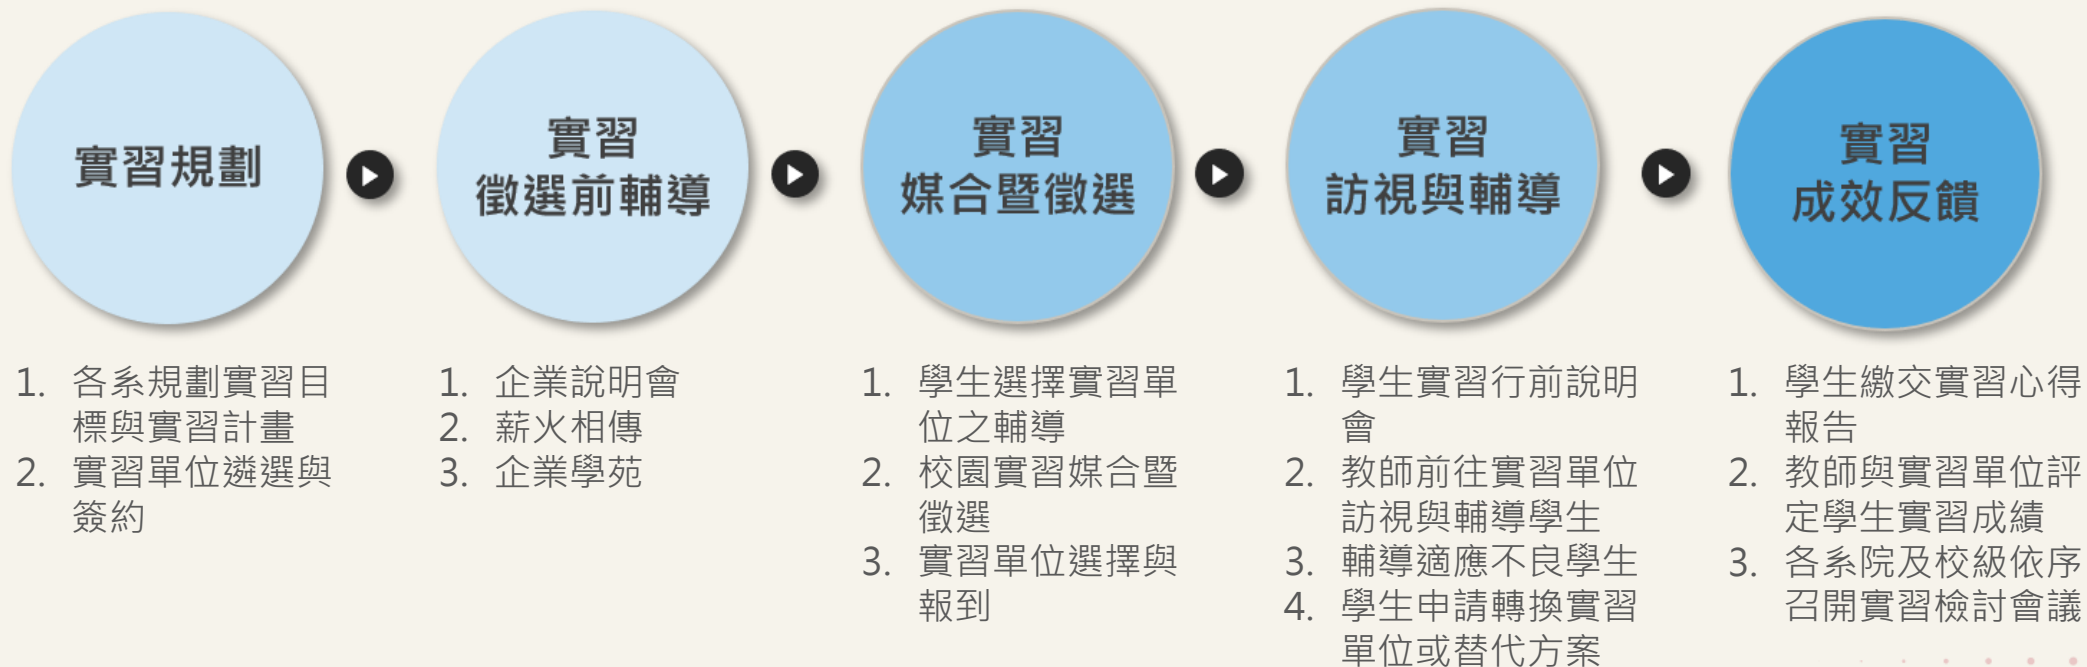 實習規劃
實習
徵選前輔導
實習
媒合暨徵選
實習
訪視與輔導
實習
成效反饋
1. 各系規劃實習目
標與實習計畫
2. 實習單位遴選與
簽約
1. 企業說明會
2. 薪火相傳
3. 企業學苑
1. 學生選擇實習單
位之輔導
2. 校園實習媒合暨
徵選
3. 實習單位選擇與
報到
1. 學生實習行前說明
會
2. 教師前往實習單位
訪視與輔導學生
3. 輔導適應不良學生
4. 學生申請轉換實習
單位或替代方案
1. 學生繳交實習心得
報告
2. 教師與實習單位評
定學生實習成績
3. 各系院及校級依序
召開實習檢討會議